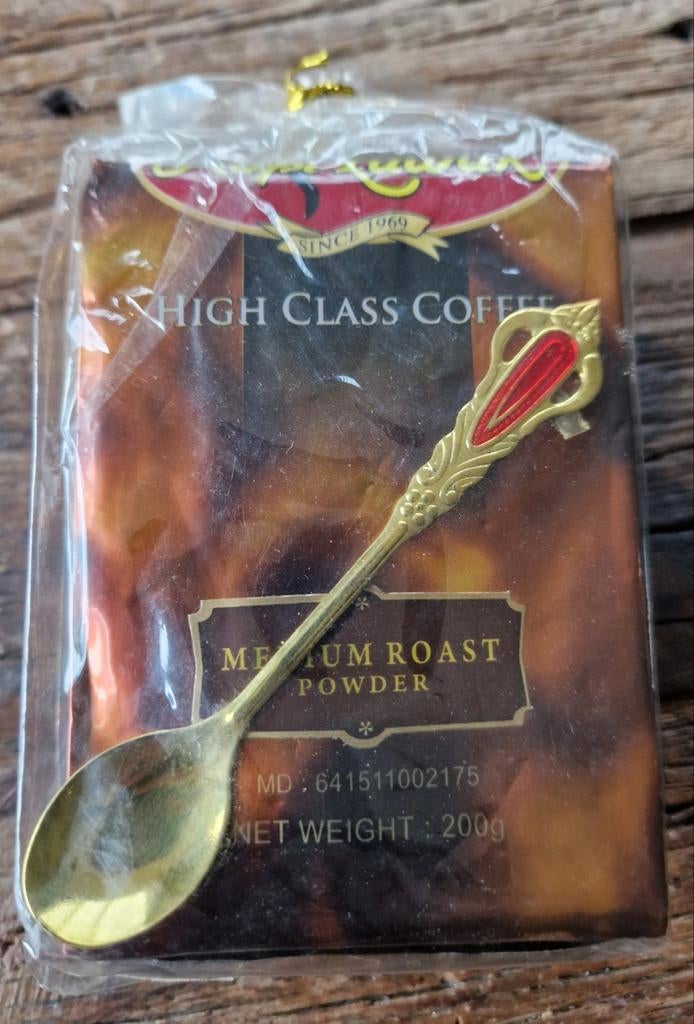 SINCE 1969
HIGH CLASS COFFEE
MEDIUM ROAST
POWDER
MD : 641511002175
NET WEIGHT : 200g